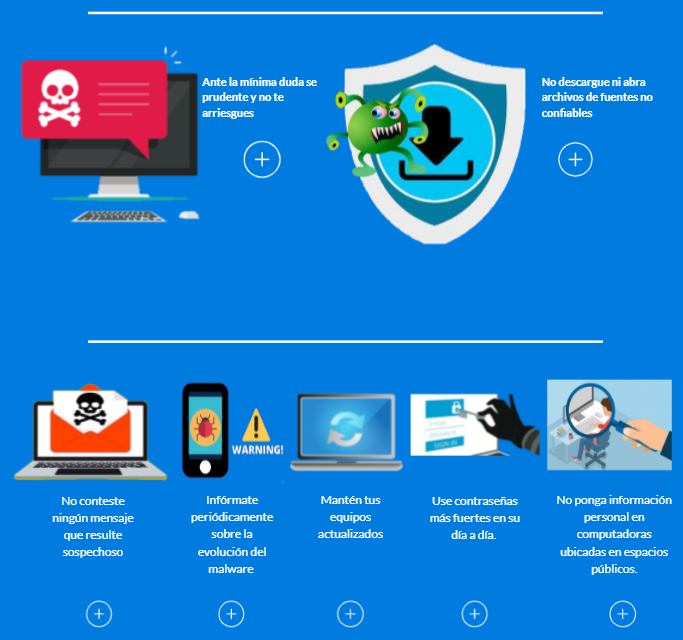 Ante la mínima duda se
prudente y no te
arriesgues
No descargue ni abra
archivos de fuentes no
confiables
WARNING!
SIGN IN
No conteste
ningún mensaje
que resulte
sospechoso
Infórmate
periódicamente
sobre la
evolución del
malware
Mantén tus
equipos
actualizados
Use contraseñas
más fuertes en su
día a día.
No ponga información
personal en
computadoras
ubicadas en espacios
públicos.